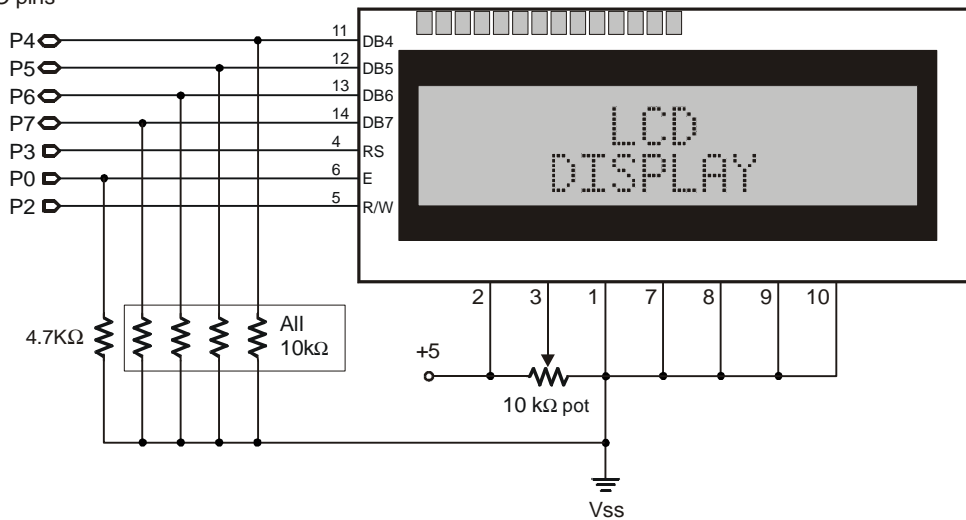 pins
P4 11 DB4
P5 12 DB5
P6 13 DB6
P7 14 DB7
P3 4 RS
P0 6 E
P2 5 R/W
LCD
DISPLAY
2 3 1 7 8 9 10
4.7KΩ
All
10kΩ
+5
10 kΩ pot
Vss